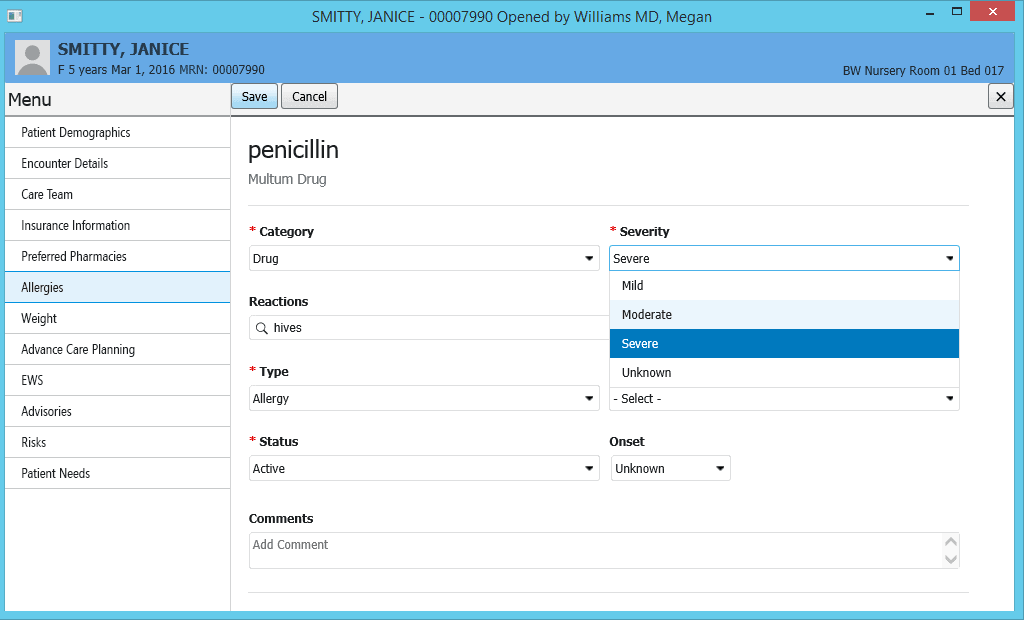 SMITTY, JANICE - 00007990 Opened by Williams MD, Megan
SMITTY, JANICE
F 5 years Mar 1, 2016 MRN: 00007990
BW Nursery Room 01 Bed 017
Menu
Save
Cancel
Patient Demographics
Encounter Details
Care Team
Insurance Information
Preferred Pharmacies
Allergies
Weight
Advance Care Planning
EWS
Advisories
Risks
Patient Needs
penicillin
Multum Drug
* Category
Drug
* Severity
Severe
Mild
Moderate
Severe
Unknown
Reactions
hives
* Type
Allergy
- Select -
* Status
Active
Onset
Unknown
Comments
Add Comment